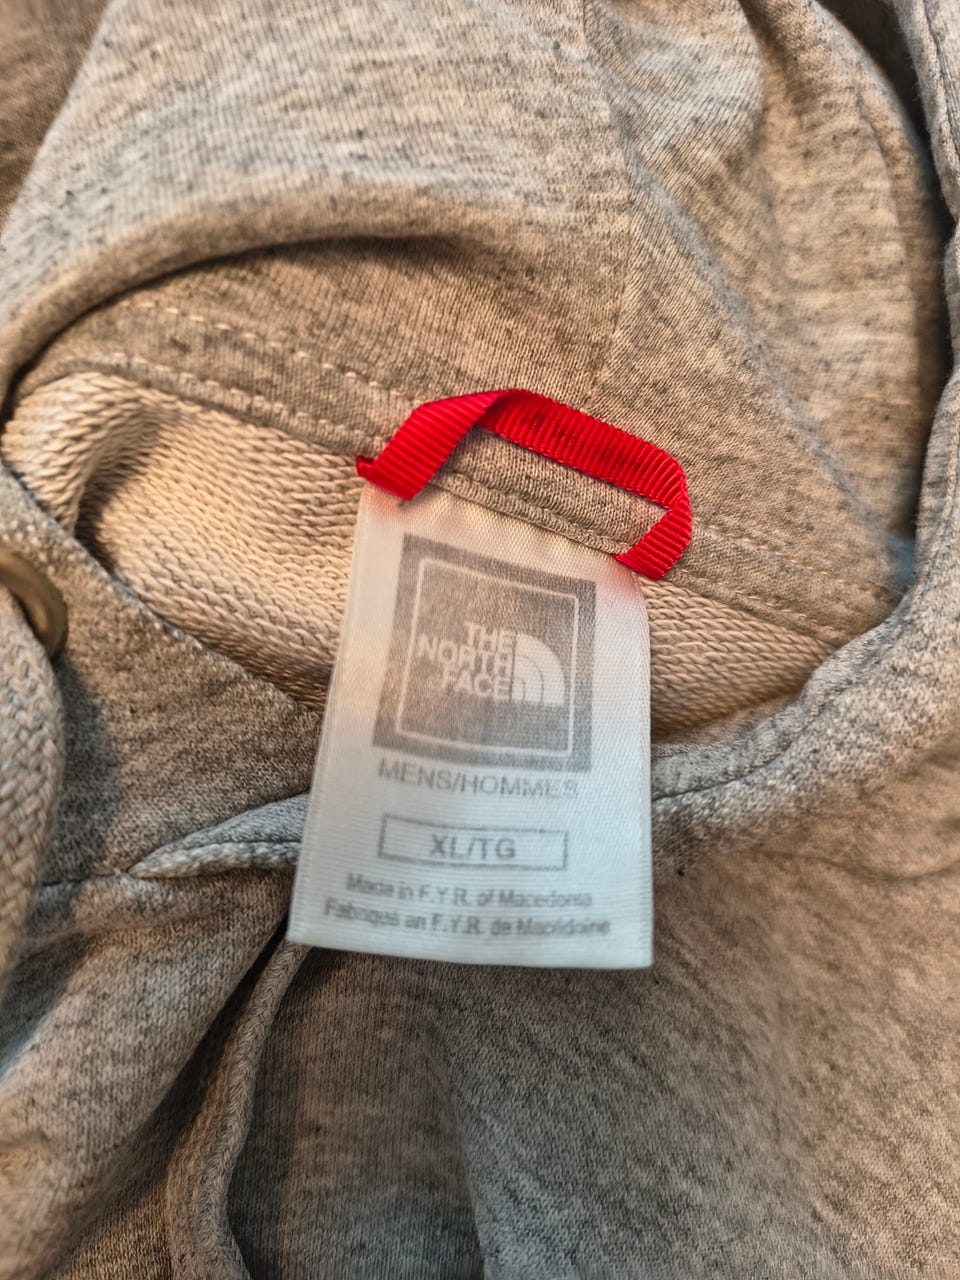 THE
NORTH
FACE
MENS/HOMMES
XL/TG
Made in F.Y.R. of Macedonia
Fabriqué en F.Y.R. de Macédoine